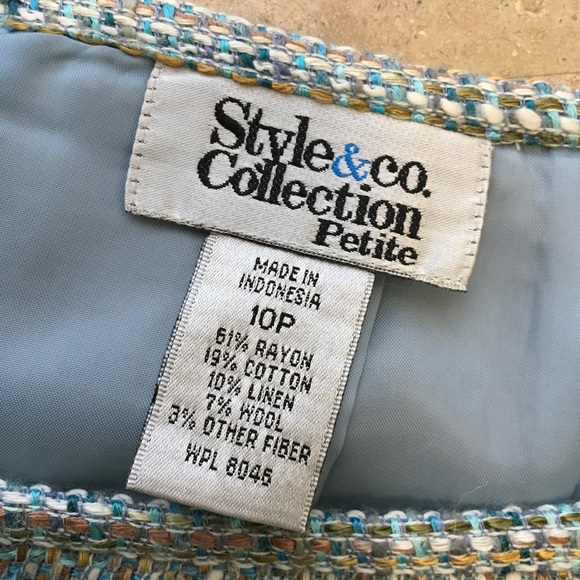 Style&co.
Collection
Petite
MADE IN
INDONESIA
10P
61% RAYON
19% COTTON
10% LINEN
7% WOOL
3% OTHER FIBER
WPL 8046